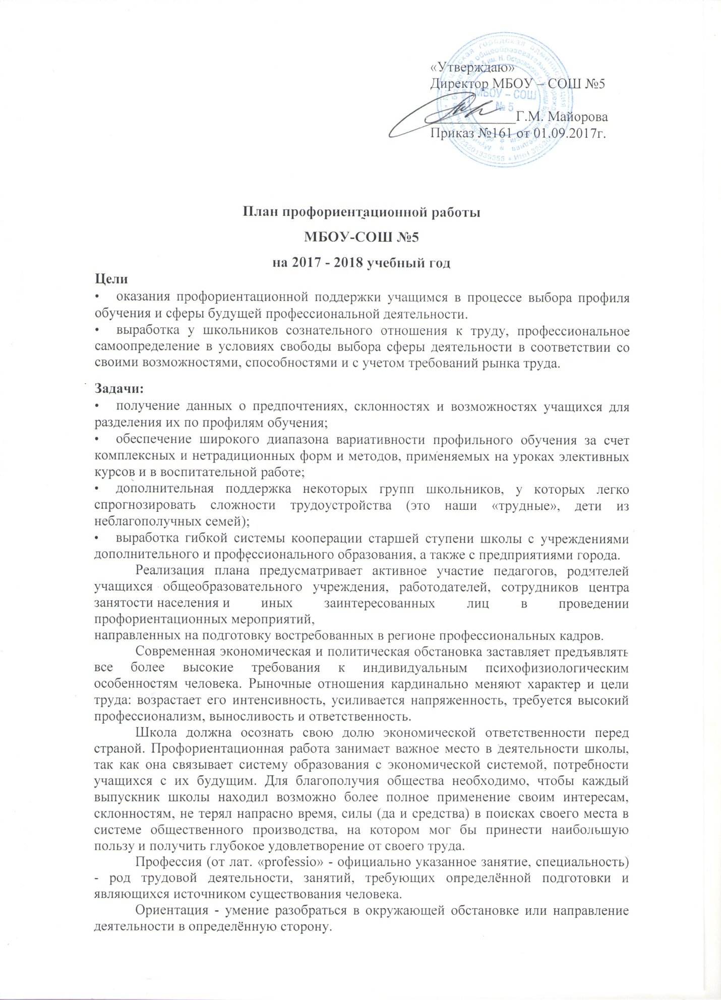 «Утверждаю»
Директор МБОУ – СОШ №5
МБОУ – СОШ
№ 5
____________Г.М. Майорова
Приказ №161 от 01.09.2017г.
План профориентационной работы
МБОУ-СОШ №5
на 2017 - 2018 учебный год
Цели
• оказания профориентационной поддержки учащимся в процессе выбора профиля
обучения и сферы будущей профессиональной деятельности.
• выработка у школьников сознательного отношения к труду, профессиональное
самоопределение в условиях свободы выбора сферы деятельности в соответствии со
своими возможностями, способностями и с учетом требований рынка труда.
Задачи:
• получение данных о предпочтениях, склонностях и возможностях учащихся для
разделения их по профилям обучения;
• обеспечение широкого диапазона вариативности профильного обучения за счет
комплексных и нетрадиционных форм и методов, применяемых на уроках элективных
курсов и в воспитательной работе;
• дополнительная поддержка некоторых групп школьников, у которых легко
спрогнозировать сложности трудоустройства (это наши «трудные», дети из
неблагополучных семей);
• выработка гибкой системы кооперации старшей ступени школы с учреждениями
дополнительного и профессионального образования, а также с предприятиями города.
Реализация плана предусматривает активное участие педагогов, родителей
учащихся общеобразовательного учреждения, работодателей, сотрудников центра
занятости населения и иных заинтересованных лиц в проведении
профориентационных мероприятий,
направленных на подготовку востребованных в регионе профессиональных кадров.
Современная экономическая и политическая обстановка заставляет предъявлять
все более высокие требования к индивидуальным психофизиологическим
особенностям человека. Рыночные отношения кардинально меняют характер и цели
труда: возрастает его интенсивность, усиливается напряженность, требуется высокий
профессионализм, выносливость и ответственность.
Школа должна осознать свою долю экономической ответственности перед
страной. Профориентационная работа занимает важное место в деятельности школы,
так как она связывает систему образования с экономической системой, потребности
учащихся с их будущим. Для благополучия общества необходимо, чтобы каждый
выпускник школы находил возможно более полное применение своим интересам,
склонностям, не терял напрасно время, силы (да и средства) в поисках своего места в
системе общественного производства, на котором мог бы принести наибольшую
пользу и получить глубокое удовлетворение от своего труда.
Профессия (от лат. «professio» - официально указанное занятие, специальность)
- род трудовой деятельности, занятий, требующих определённой подготовки и
являющихся источником существования человека.
Ориентация - умение разобраться в окружающей обстановке или направление
деятельности в определённую сторону.